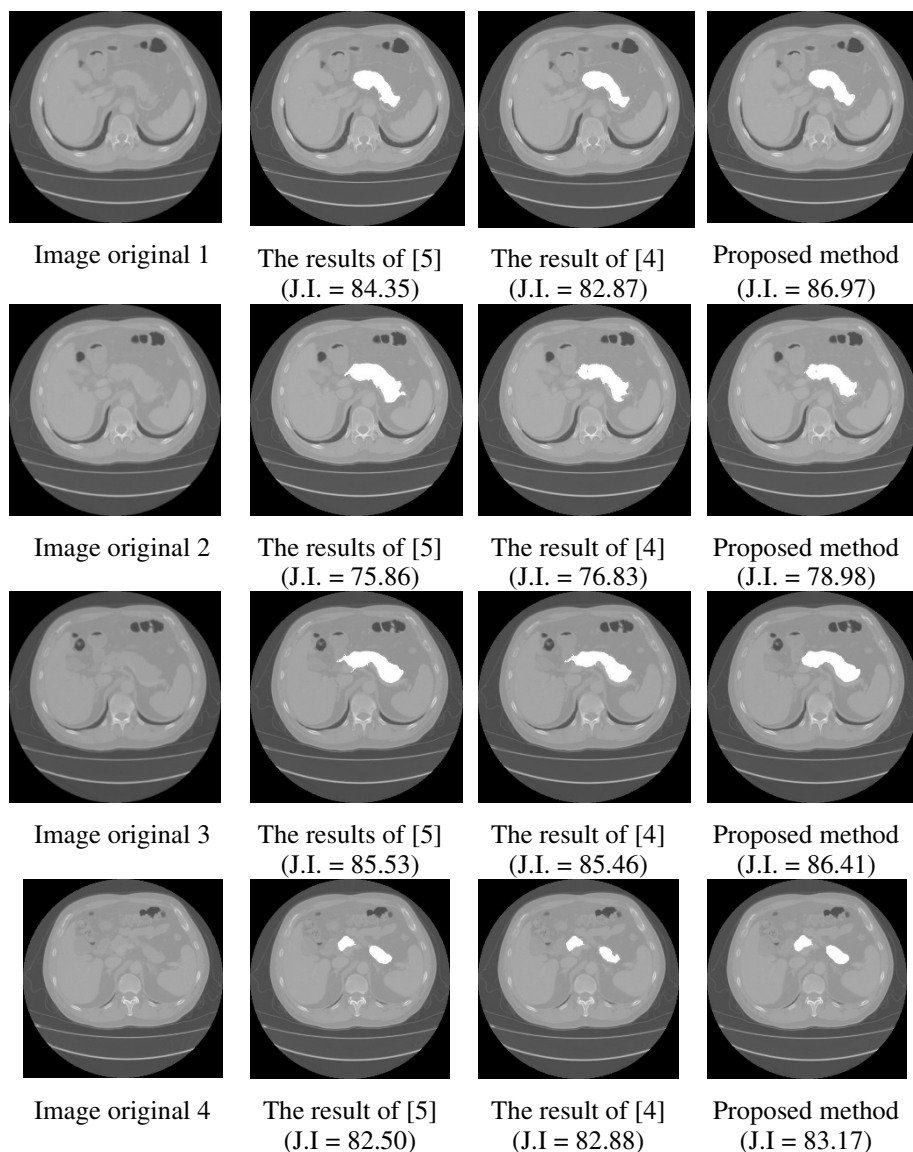 Image original 1
The results of [5]
(J.I. = 84.35)
The result of [4]
(J.I. = 82.87)
Proposed method
(J.I. = 86.97)
Image original 2
The results of [5]
(J.I. = 75.86)
The result of [4]
(J.I. = 76.83)
Proposed method
(J.I. = 78.98)
Image original 3
The results of [5]
(J.I. = 85.53)
The result of [4]
(J.I. = 85.46)
Proposed method
(J.I. = 86.41)
Image original 4
The result of [5]
(J.I = 82.50)
The result of [4]
(J.I. = 82.88)
Proposed method
(J.I. = 83.17)